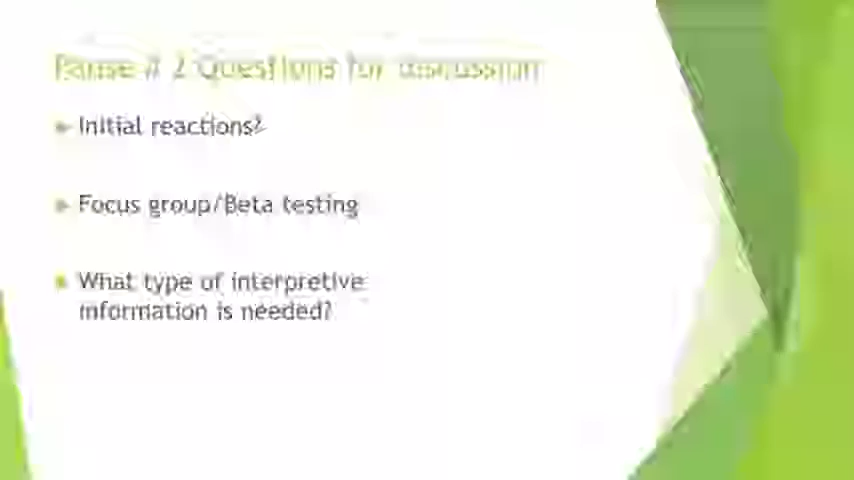 Pause # 2 Questions for discussion
Initial reactions?
Focus group/Beta testing
What type of interpretive
information is needed?